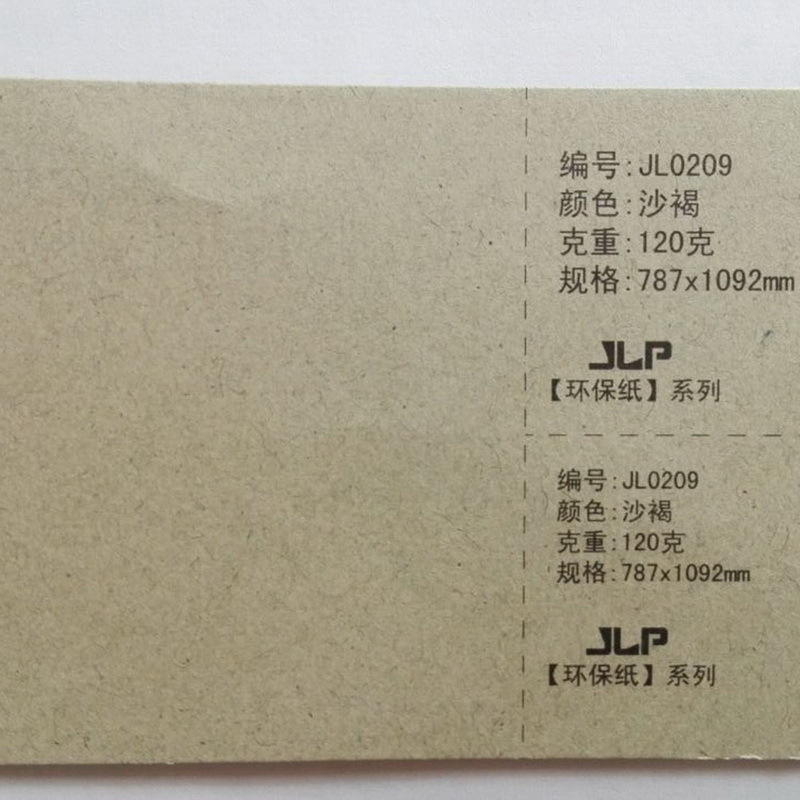 编号:JL0209
颜色:沙褐
克重:120克
规格:787x1092mm
JLP
【环保纸】系列
编号:JL0209
颜色:沙褐
克重:120克
规格:787x1092mm
JLP
【环保纸】系列